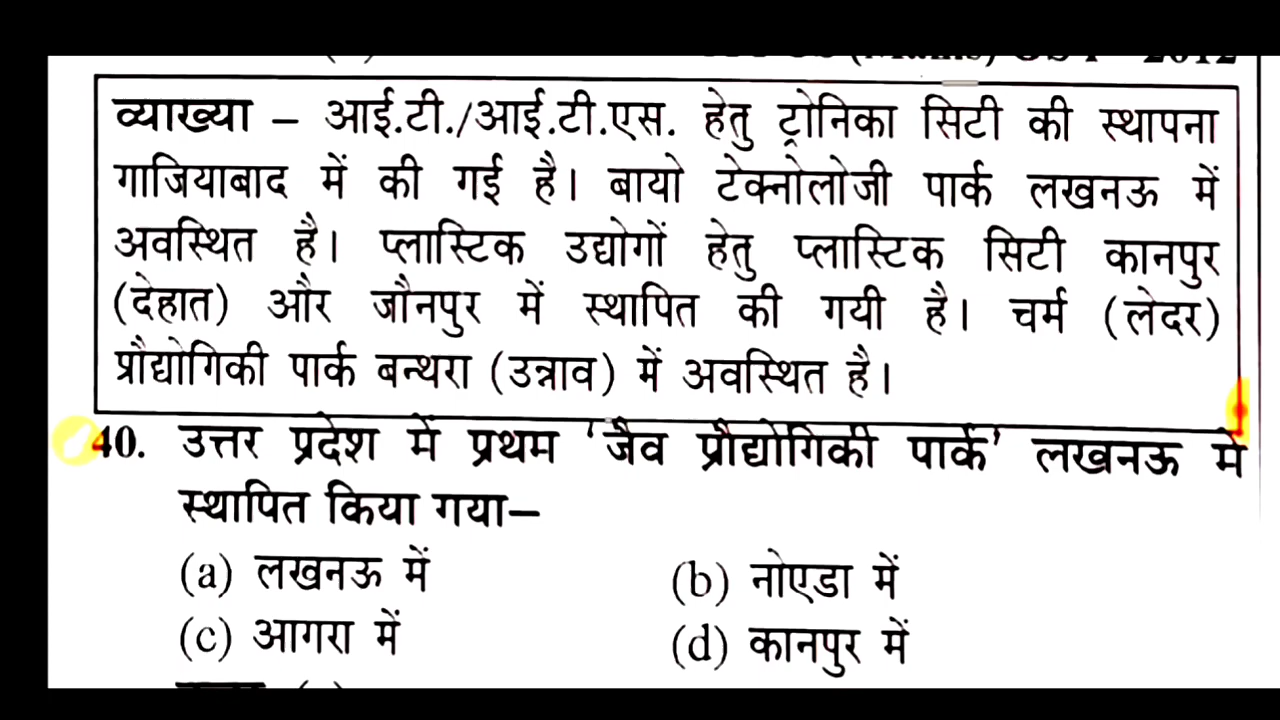 व्याख्या – आई.टी./आई.टी.एस. हेतु ट्रोनिका सिटी की स्थापना
गाजियाबाद में की गई है। बायो टेक्नोलोजी पार्क लखनऊ में
अवस्थित है। प्लास्टिक उद्योगों हेतु प्लास्टिक सिटी कानपुर
(देहात) और जौनपुर में स्थापित की गयी है। चर्म (लेदर)
प्रौद्योगिकी पार्क बन्थरा (उन्नाव) में अवस्थित है।
40. उत्तर प्रदेश में प्रथम 'जैव प्रौद्योगिकी पार्क' लखनऊ में
स्थापित किया गया–
(a) लखनऊ में (b) नोएडा में
(c) आगरा में (d) कानपुर में